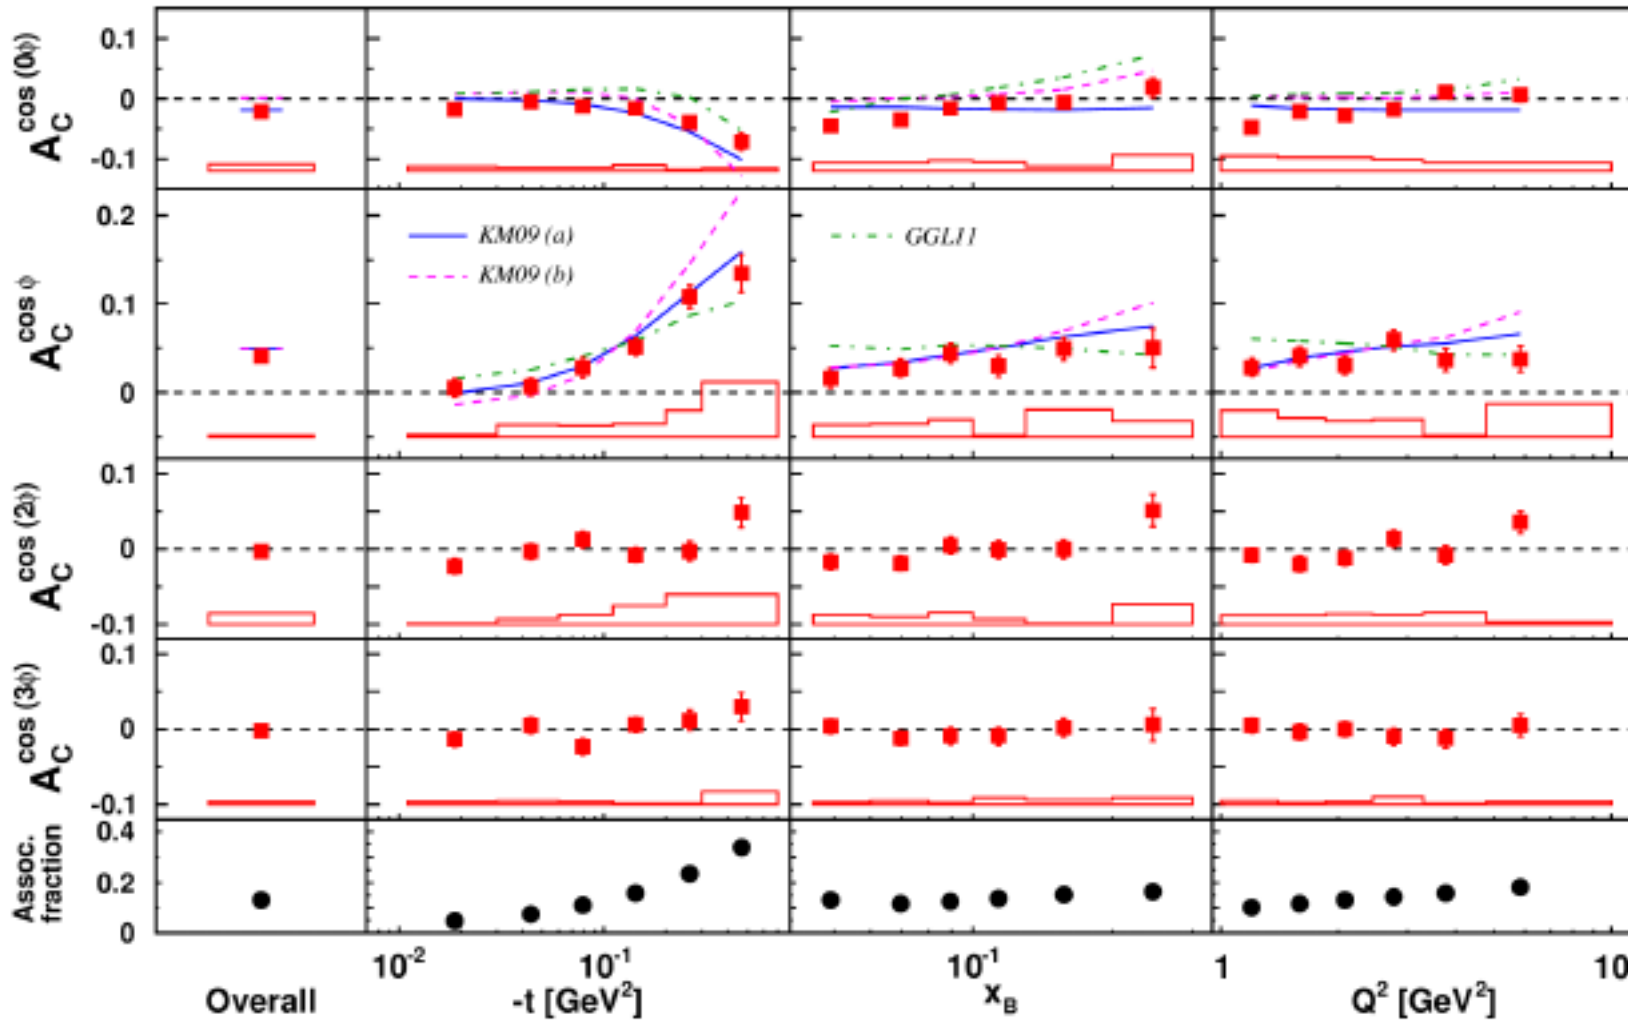 A_C^cos (0ϕ)
0.1
0
-0.1
A_C^cos ϕ
0.2
0.1
0
KM09 (a)
KM09 (b)
GGL11
A_C^cos (2ϕ)
0.1
0
-0.1
A_C^cos (3ϕ)
0.1
0
-0.1
Assoc.
fraction
0.4
0.2
0
10^-2
10^-1
10^-1
1
10
Overall
-t [GeV^2]
x_B
Q^2 [GeV^2]